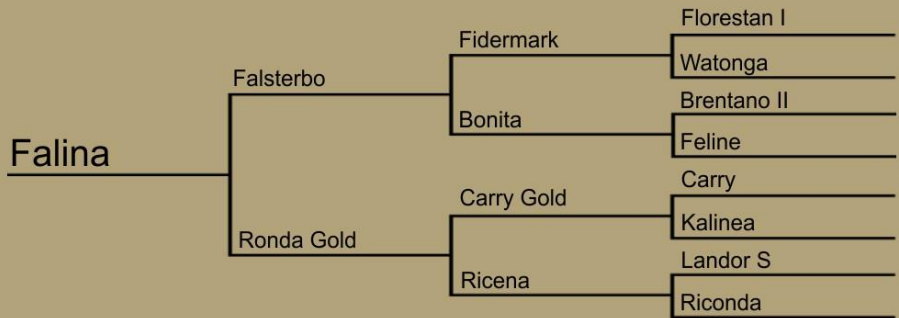 Falina
Falsterbo
Ronda Gold
Fidermark
Bonita
Carry Gold
Ricena
Florestan I
Watonga
Brentano II
Feline
Carry
Kalinea
Landor S
Riconda